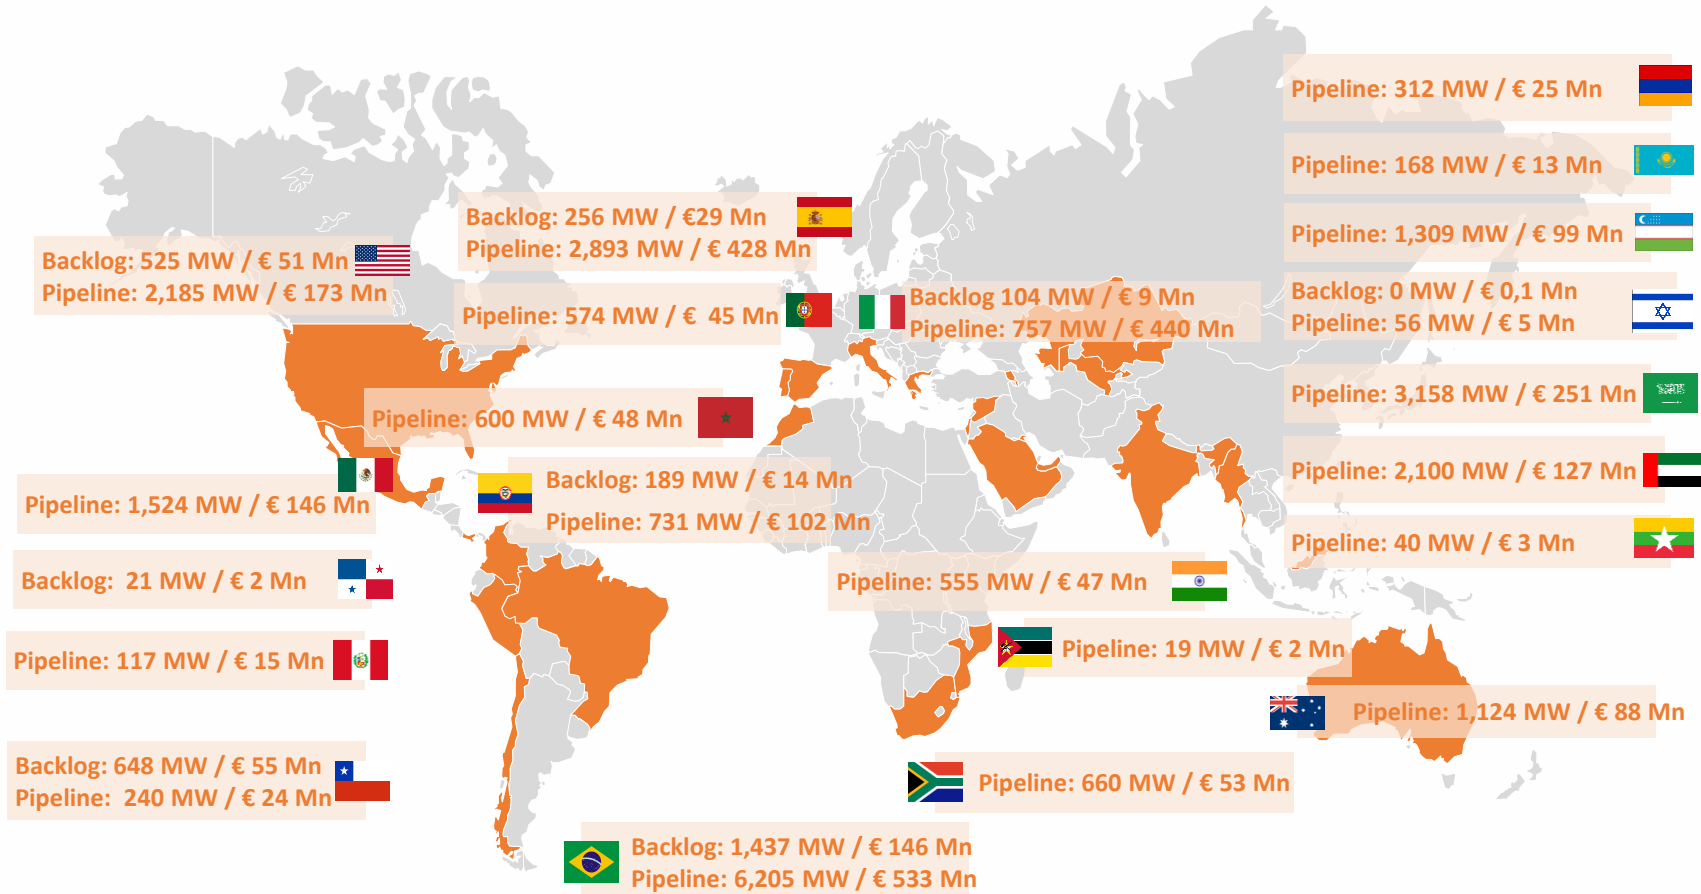 Pipeline: 312 MW / € 25 Mn
Pipeline: 168 MW / € 13 Mn
Backlog: 256 MW / €29 Mn
Pipeline: 2,893 MW / € 428 Mn
Pipeline: 1,309 MW / € 99 Mn
Backlog: 525 MW / € 51 Mn
Pipeline: 2,185 MW / € 173 Mn
Backlog: 0 MW / € 0,1 Mn
Pipeline: 56 MW / € 5 Mn
Pipeline: 574 MW / € 45 Mn
Backlog 104 MW / € 9 Mn
Pipeline: 757 MW / € 440 Mn
Pipeline: 3,158 MW / € 251 Mn
Pipeline: 600 MW / € 48 Mn
Pipeline: 2,100 MW / € 127 Mn
Backlog: 189 MW / € 14 Mn
Pipeline: 731 MW / € 102 Mn
Pipeline: 1,524 MW / € 146 Mn
Pipeline: 40 MW / € 3 Mn
Backlog: 21 MW / € 2 Mn
Pipeline: 555 MW / € 47 Mn
Pipeline: 19 MW / € 2 Mn
Pipeline: 117 MW / € 15 Mn
Pipeline: 1,124 MW / € 88 Mn
Backlog: 648 MW / € 55 Mn
Pipeline: 240 MW / € 24 Mn
Pipeline: 660 MW / € 53 Mn
Backlog: 1,437 MW / € 146 Mn
Pipeline: 6,205 MW / € 533 Mn